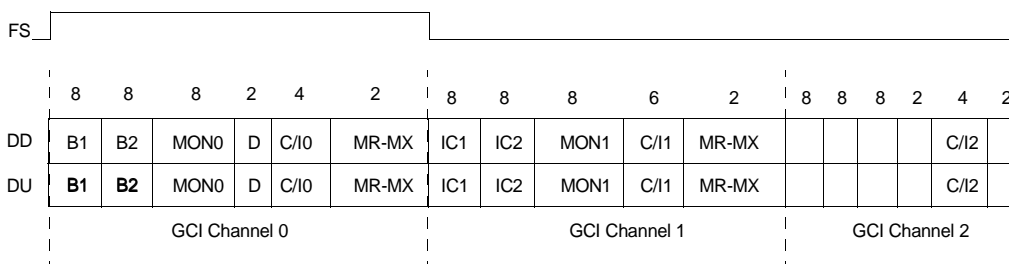 FS
8 8 8 2 4 2 8 8 8 6 2 8 8 8 2 4 2
DD B1 B2 MON0 D C/I0 MR-MX IC1 IC2 MON1 C/I1 MR-MX C/I2
DU B1 B2 MON0 D C/I0 MR-MX IC1 IC2 MON1 C/I1 MR-MX C/I2
GCI Channel 0 GCI Channel 1 GCI Channel 2